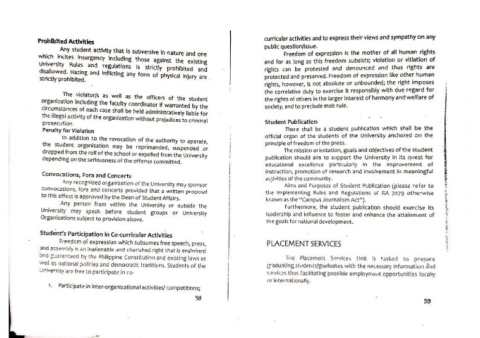 Prohibited Activities
Any student activity that is subversive in nature and one
which incites insurgency including those against the existing
University Rules and regulations is strictly prohibited and
disallowed. Hazing and inflicting any form of physical injury are
strictly prohibited.
The violators as well as the officers of the student
organization including the faculty coordinator if warranted by the
circumstances of each case shall be held administratively liable for
the illegal activity of the organization without prejudices to criminal
prosecution.
Penalty for Violation
In addition to the revocation of the authority to operate,
the student organization may be reprimanded, suspended or
dropped from the roll of the school or expelled from the University
depending on the seriousness of the offense committed.
Convocations, Fora and Concerts
Any recognized organization of the University may sponsor
convocations, fora and concerts provided that a written proposal
to this effect is approved by the Dean of Student Affairs.
Any person from within the University or outside the
University may speak before student groups or University
Organizations subject to provision above.
Student's Participation in Co-curricular Activities
Freedom of expression which subsumes free speech, press,
and assembly is an inalienable and cherished right that is enshrined
and guaranteed by the Philippine Constitution and existing laws as
well as national policies and democratic traditions. Students of the
University are free to participate in co-
1. Participate in inter-organizational activities/ competitions;
58
curricular activities and to express their views and sympathy on any
public question/issue.
Freedom of expression is the mother of all human rights
and for as long as this freedom subsists; violation or villation of
rights can be protested and denounced and thus rights are
protected and preserved. Freedom of expression like other human
rights, however, is not absolute or unbounded; the right imposes
the correlative duty to exercise it responsibly with due regard for
the rights of others in the larger interest of harmony and welfare of
society, and to preclude mob rule.
Student Publication
There shall be a student publication which shall be the
official organ of the students of the University anchored on the
principle of freedom of the press.
The mission orientation, goals and objectives of the student
publication should aim to support the University in its quest for
educational excellence particularly in the improvement of
instruction, promotion of research and involvement in meaningful
activities of the community.
Aims and Purposes of Student Publication (please refer to
the Implementing Rules and Regulations of RA 7079 otherwise
known as the "Campus Journalism Act").
Furthermore, the student publication should exercise its
leadership and influence to foster and enhance the attainment of
the goals for national development.
PLACEMENT SERVICES
The Placement Services Unit is tasked to prepare
graduating students/graduates with the necessary information and
services thus facilitating possible employment opportunities locally
or internationally.
59